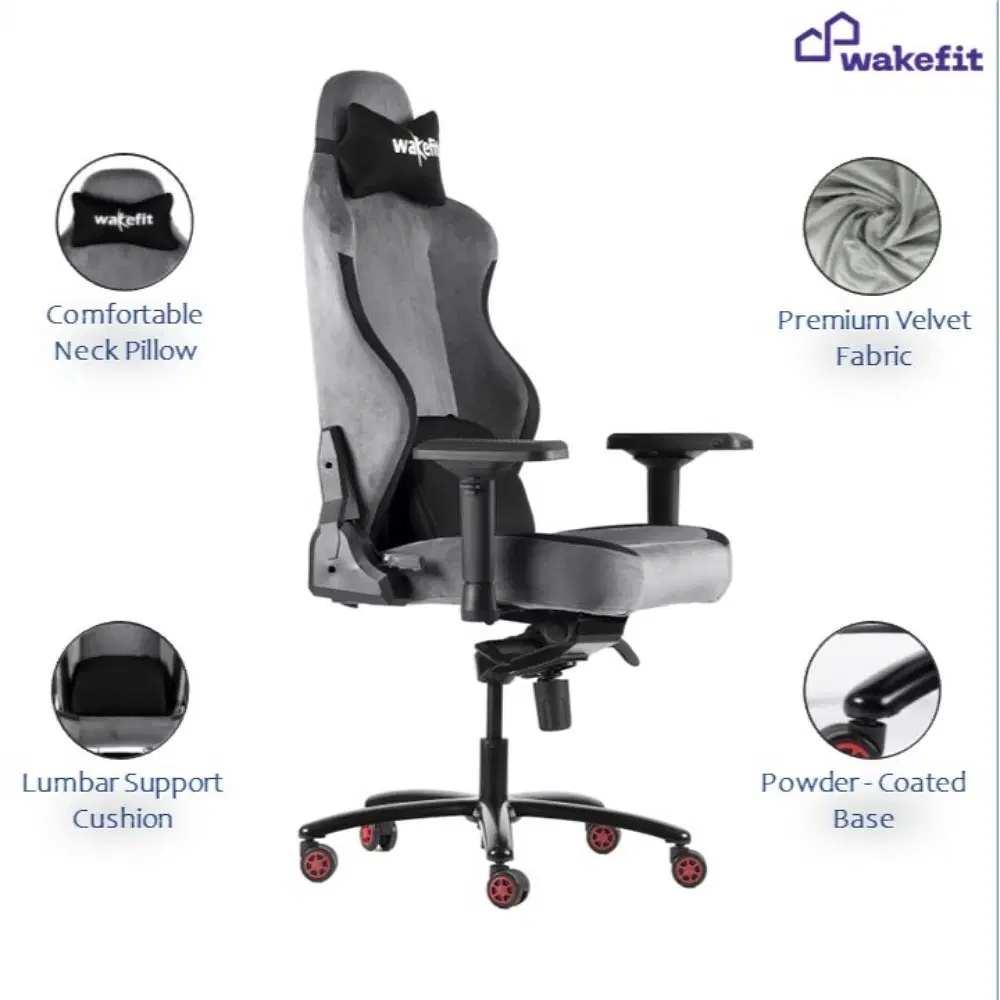 wakefit
wakefit
wakefit
Comfortable
Neck Pillow
Premium Velvet
Fabric
Lumbar Support
Cushion
Powder - Coated
Base